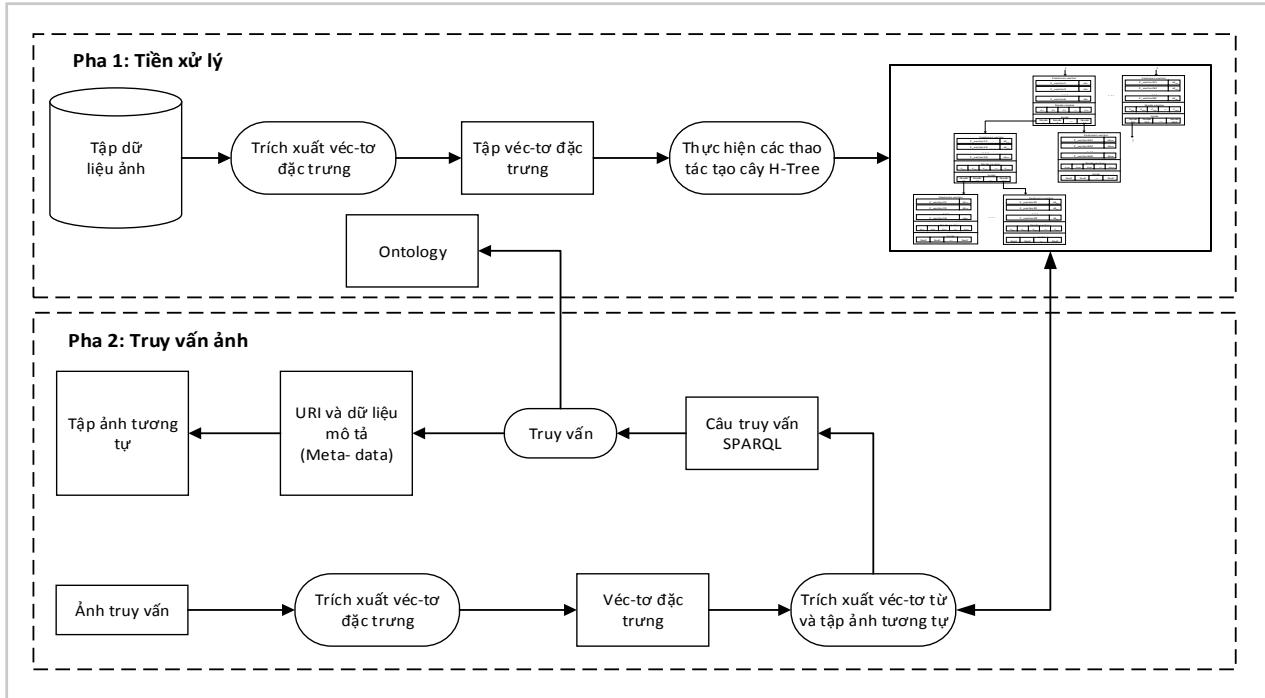 Pha 1: Tiền xử lý
Tập dữ
liệu ảnh
Trích xuất véc-tơ
đặc trưng
Tập véc-tơ đặc
trưng
Thực hiện các thao
tác tạo cây H-Tree
Ontology
Pha 2: Truy vấn ảnh
Tập ảnh tương
tự
URI và dữ liệu
mô tả
(Meta- data)
Truy vấn
Câu truy vấn
SPARQL
Ảnh truy vấn
Trích xuất véc-tơ
đặc trưng
Véc-tơ đặc
trưng
Trích xuất véc-tơ từ
và tập ảnh tương tự